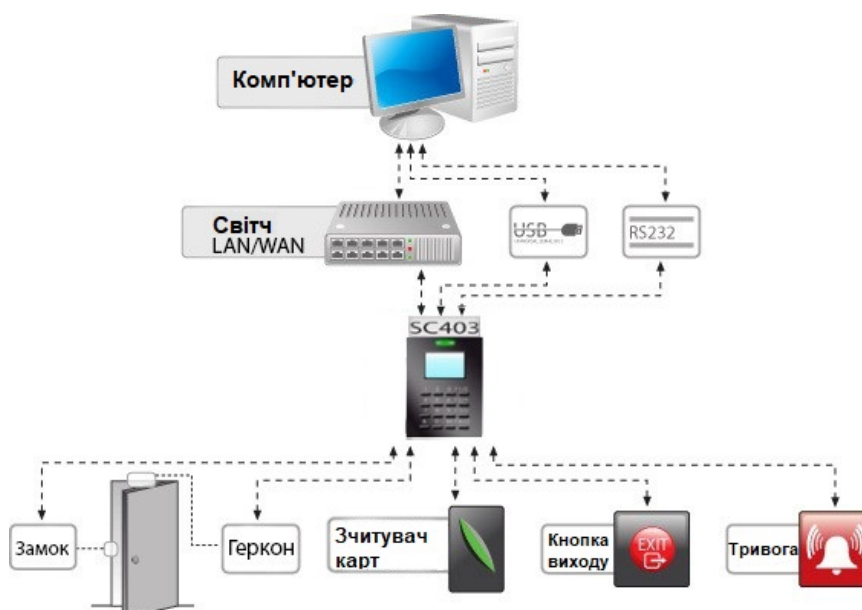 Комп'ютер
Світч
LAN/WAN
USB
RS232
SC403
Замок
Геркон
Зчитувач
карт
Кнопка
виходу
EXIT
Тривога